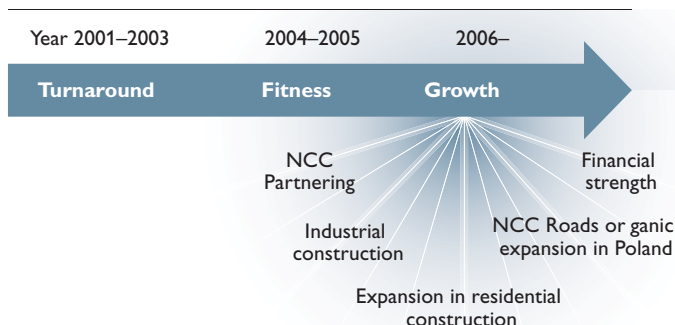 Year 2001–2003 2004–2005 2006–
Turnaround Fitness Growth
NCC
Partnering
Industrial
construction
Expansion in residential
construction
NCC Roads or ganic
expansion in Poland
Financial
strength